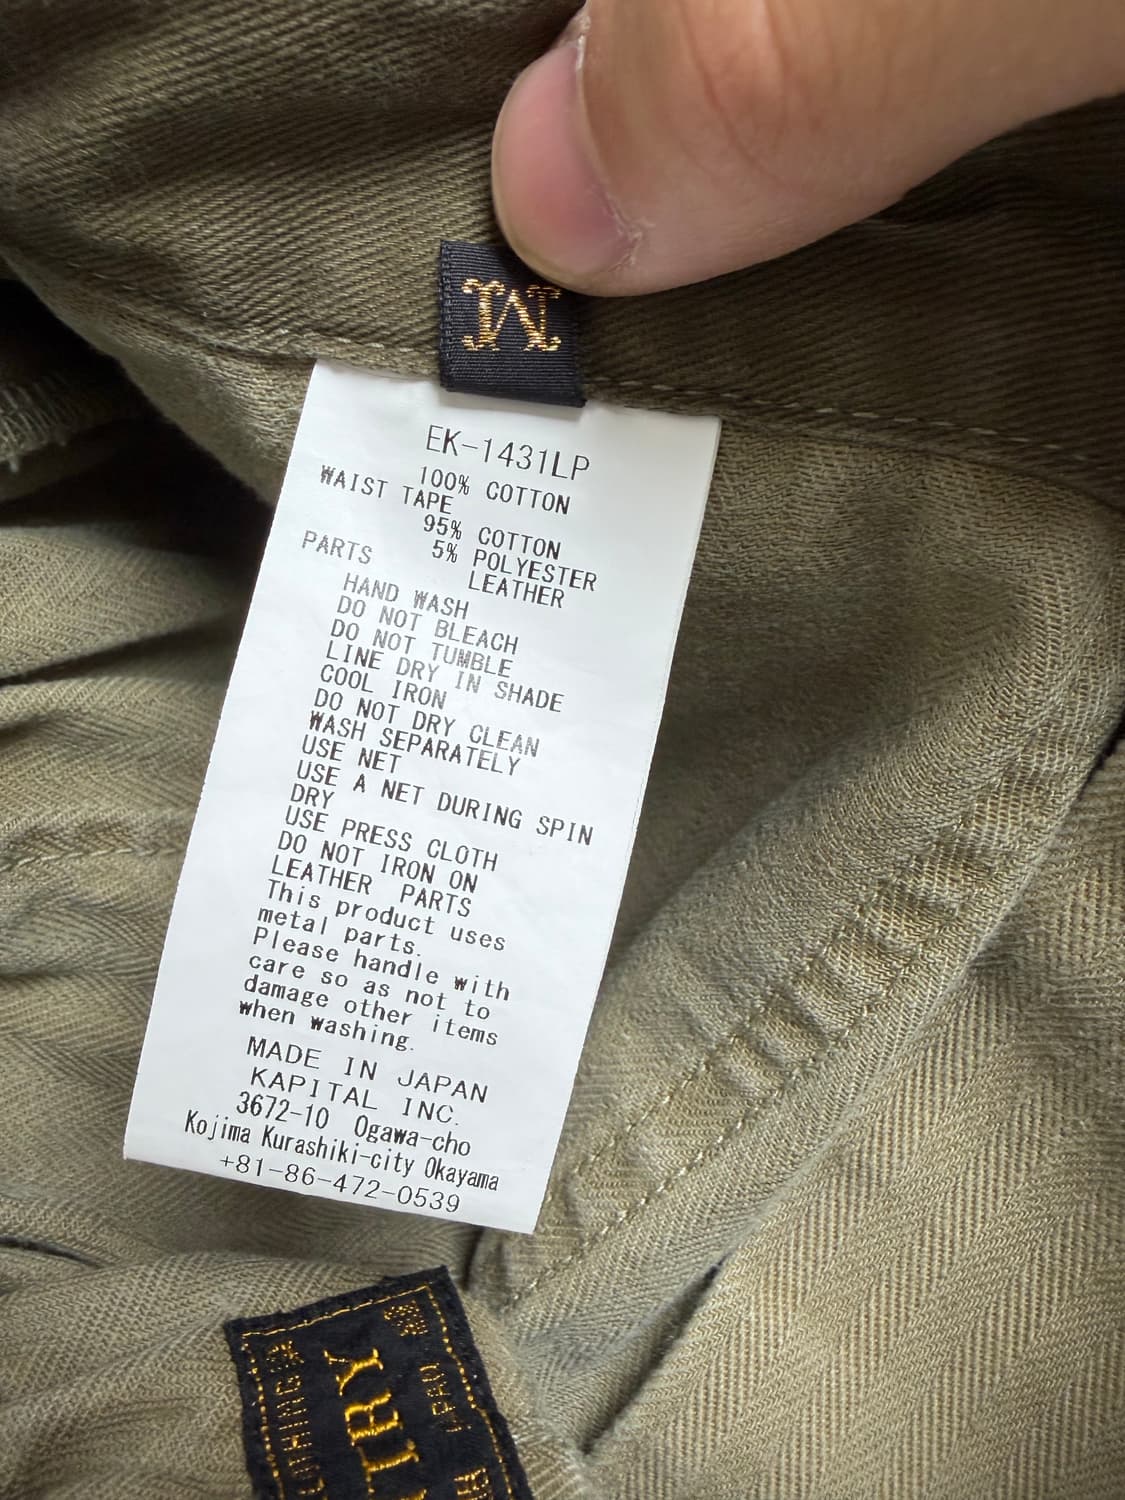 M
EK-1431LP
100% COTTON
WAIST TAPE
95% COTTON
5% POLYESTER
PARTS LEATHER
HAND WASH
DO NOT BLEACH
DO NOT TUMBLE
LINE DRY IN SHADE
COOL IRON
DO NOT DRY CLEAN
WASH SEPARATELY
USE NET
USE A NET DURING SPIN
DRY
USE PRESS CLOTH
DO NOT IRON ON
LEATHER PARTS
This product uses
metal parts.
Please handle with
care so as not to
damage other items
when washing.
MADE IN JAPAN
KAPITAL INC.
3672-10 Ogawa-cho
Kojima Kurashiki-city Okayama
+81-86-472-0539
TRY